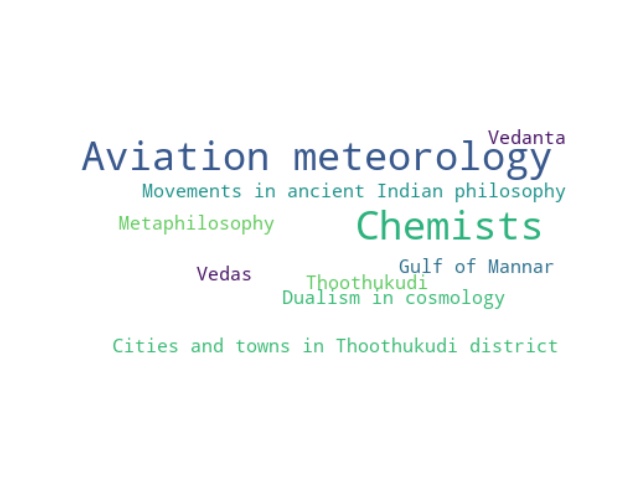 Vedanta
Aviation meteorology
Movements in ancient Indian philosophy
Metaphilosophy
Chemists
Gulf of Mannar
Vedas
Thoothukudi
Dualism in cosmology
Cities and towns in Thoothukudi district